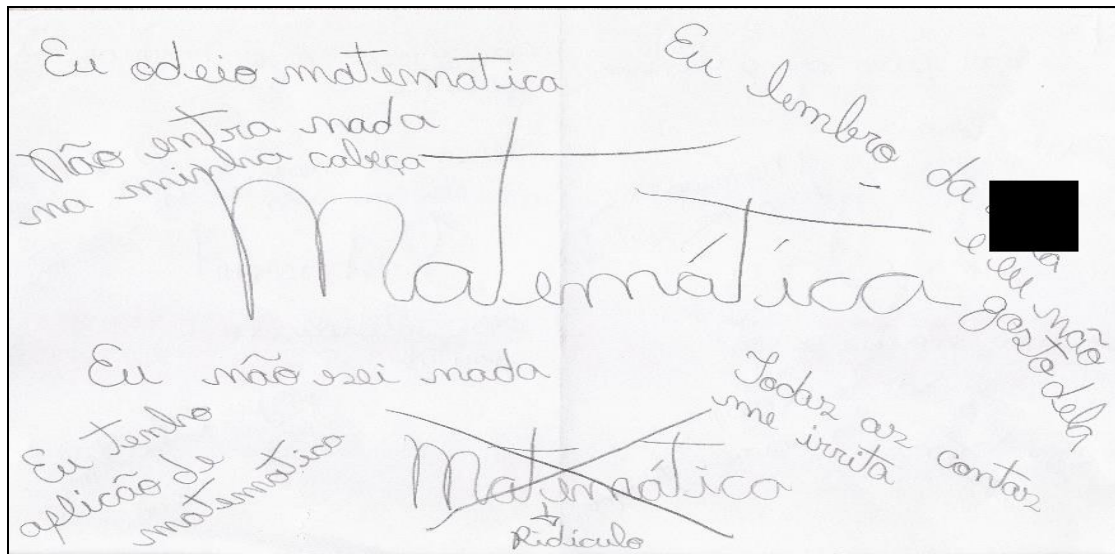 Eu odeio matematica
Não entra nada
na minha cabeça
Matemática
Eu lembro da
e eu não
gosto dela
Eu não sei nada
Eu tenho
aplicão de
matematica
Matemática
Ridículo
Todas as contas
me irrita